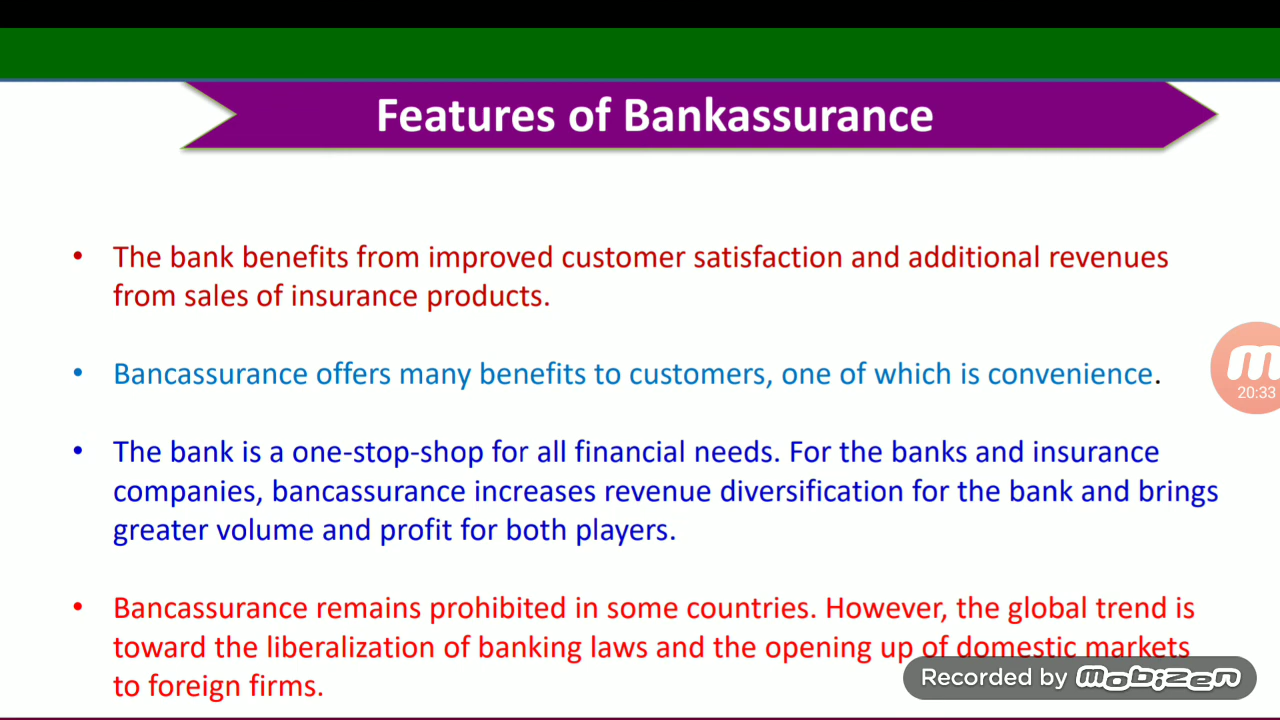 Features of Bankassurance
• The bank benefits from improved customer satisfaction and additional revenues
from sales of insurance products.
• Bancassurance offers many benefits to customers, one of which is convenience.
• The bank is a one-stop-shop for all financial needs. For the banks and insurance
companies, bancassurance increases revenue diversification for the bank and brings
greater volume and profit for both players.
• Bancassurance remains prohibited in some countries. However, the global trend is
toward the liberalization of banking laws and the opening up of domestic markets
to foreign firms.
m
20:33
Recorded by mobizen